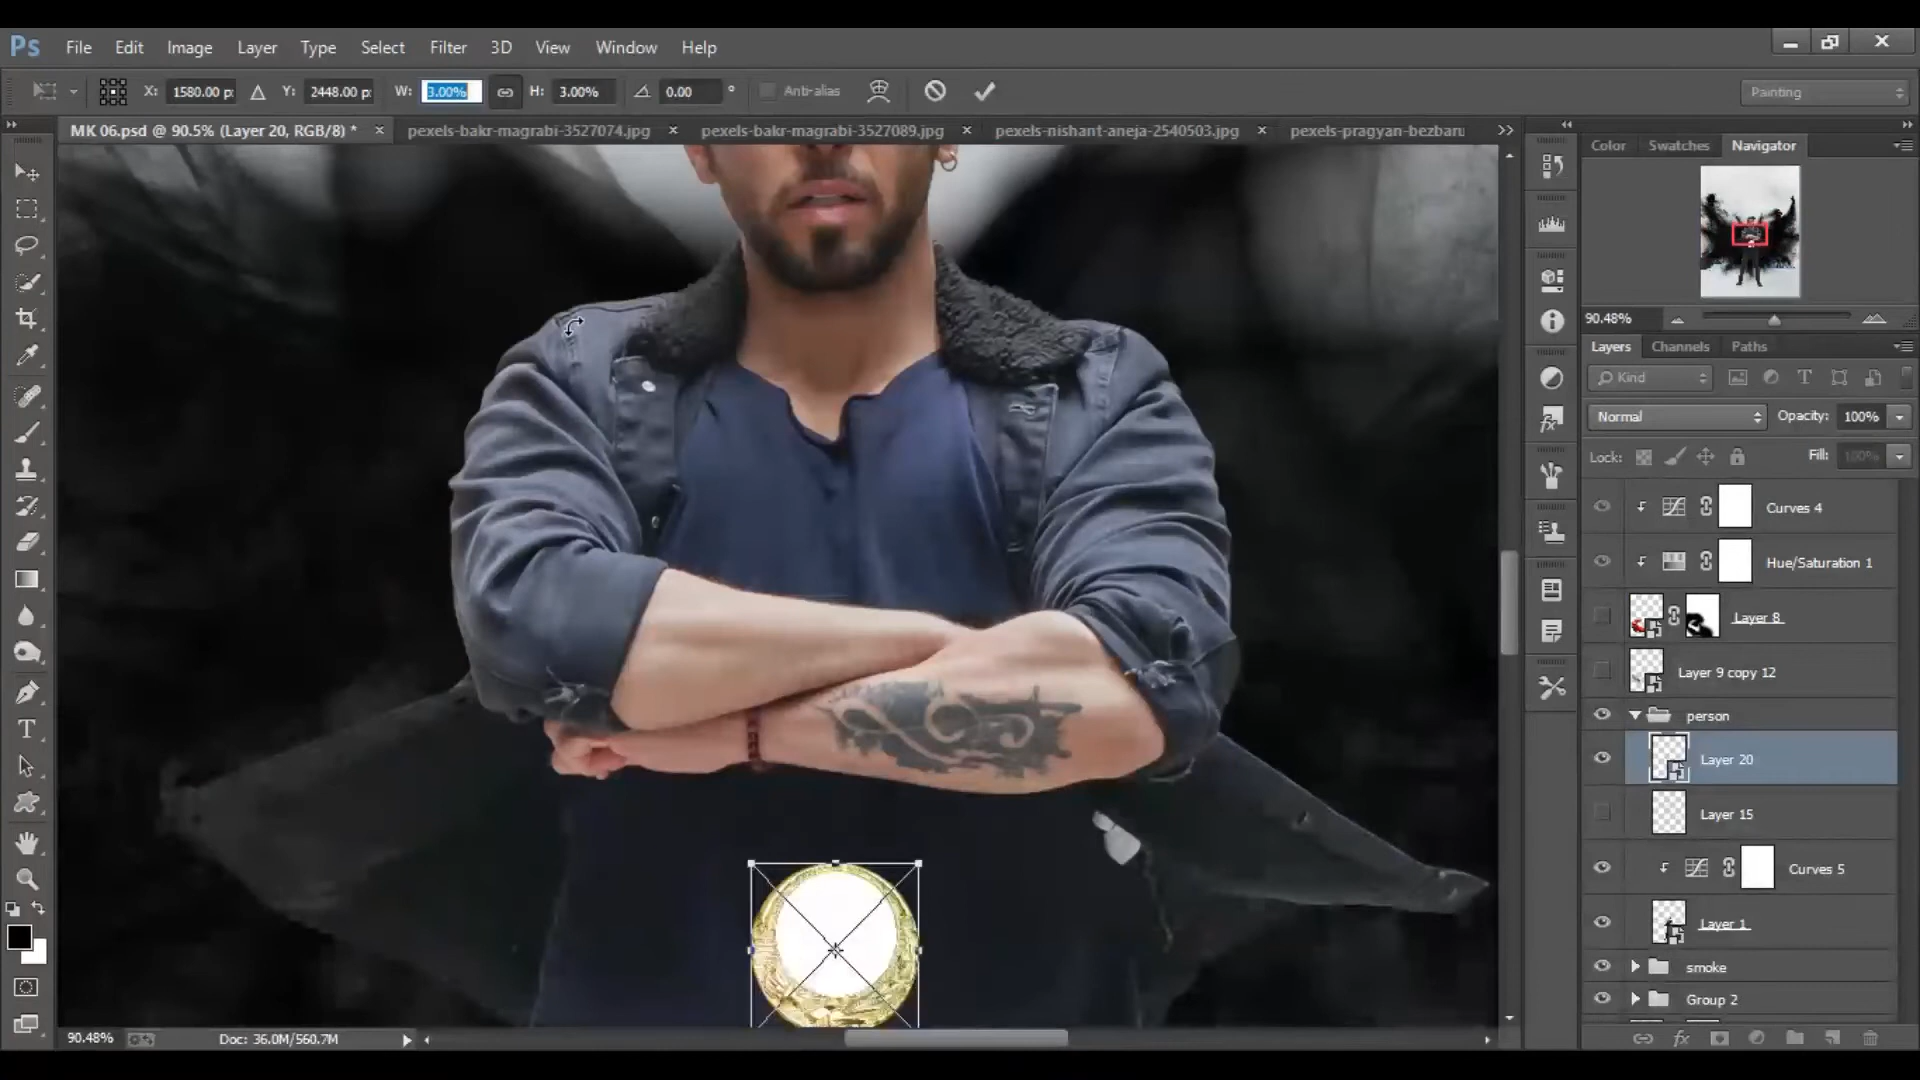 Ps File Edit Image Layer Type Select Filter 3D View Window Help
X: 1580.00 p Y: 2448.00 p W: 3.00% H: 3.00% 0.00 ° Anti-alias Painting
MK 06.psd @ 90.5% (Layer 20, RGB/8) * × pexels-bakr-magrabi-3527074.jpg × pexels-bakr-magrabi-3527089.jpg × pexels-nishant-aneja-2540503.jpg × pexels-pragyan-bezbaru
Color Swatches Navigator
90.48%
Layers Channels Paths
Kind
Normal Opacity: 100%
Lock: Fill: 100%
Curves 4
Hue/Saturation 1
Layer 8
Layer 9 copy 12
person
Layer 20
Layer 15
Curves 5
Layer 1
smoke
Group 2
90.48% Doc: 36.0M/560.7M